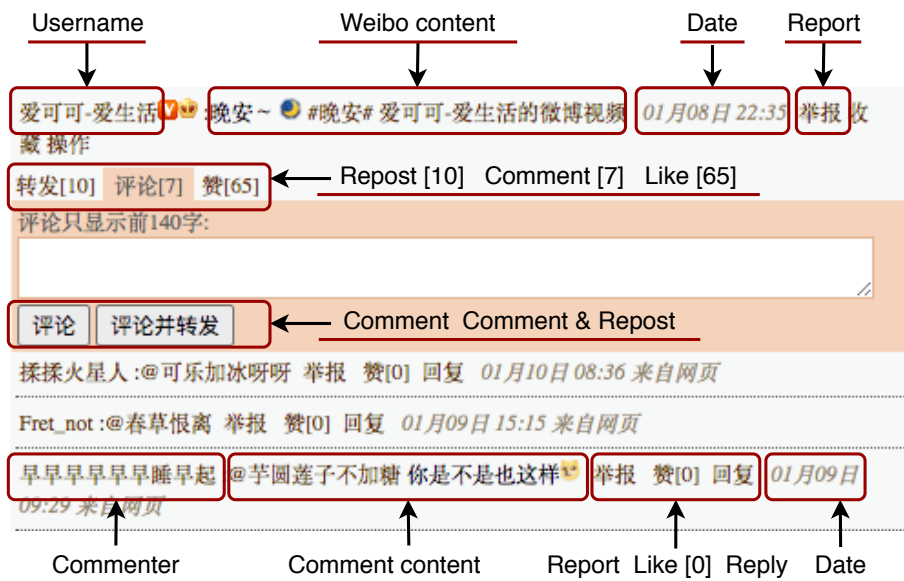 Username Weibo content Date Report
爱可可-爱生活 :晚安~ #晚安# 爱可可-爱生活的微博视频 01月08日 22:35 举报 收
藏 操作
转发[10] 评论[7] 赞[65] Repost [10] Comment [7] Like [65]
评论只显示前140字:
评论 评论并转发 Comment Comment & Repost
揉揉火星人 :@可乐加冰呀呀 举报 赞[0] 回复 01月10日 08:36 来自网页
Fret_not :@春草恨离 举报 赞[0] 回复 01月09日 15:15 来自网页
早早早早早早睡早起 :@芋圆莲子不加糖 你是不是也这样 举报 赞[0] 回复 01月09日
09:29 来自网页
Commenter Comment content Report Like [0] Reply Date